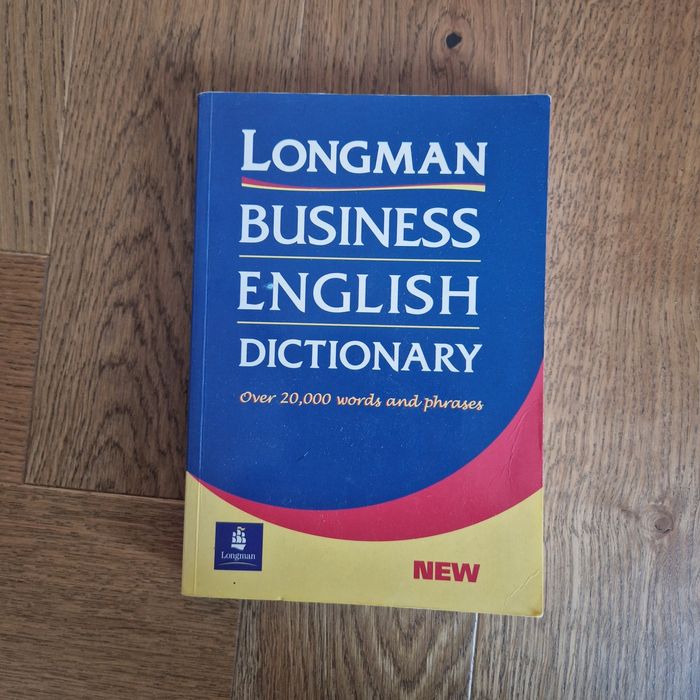 LONGMAN
BUSINESS
ENGLISH
DICTIONARY
Over 20,000 words and phrases
Longman
NEW